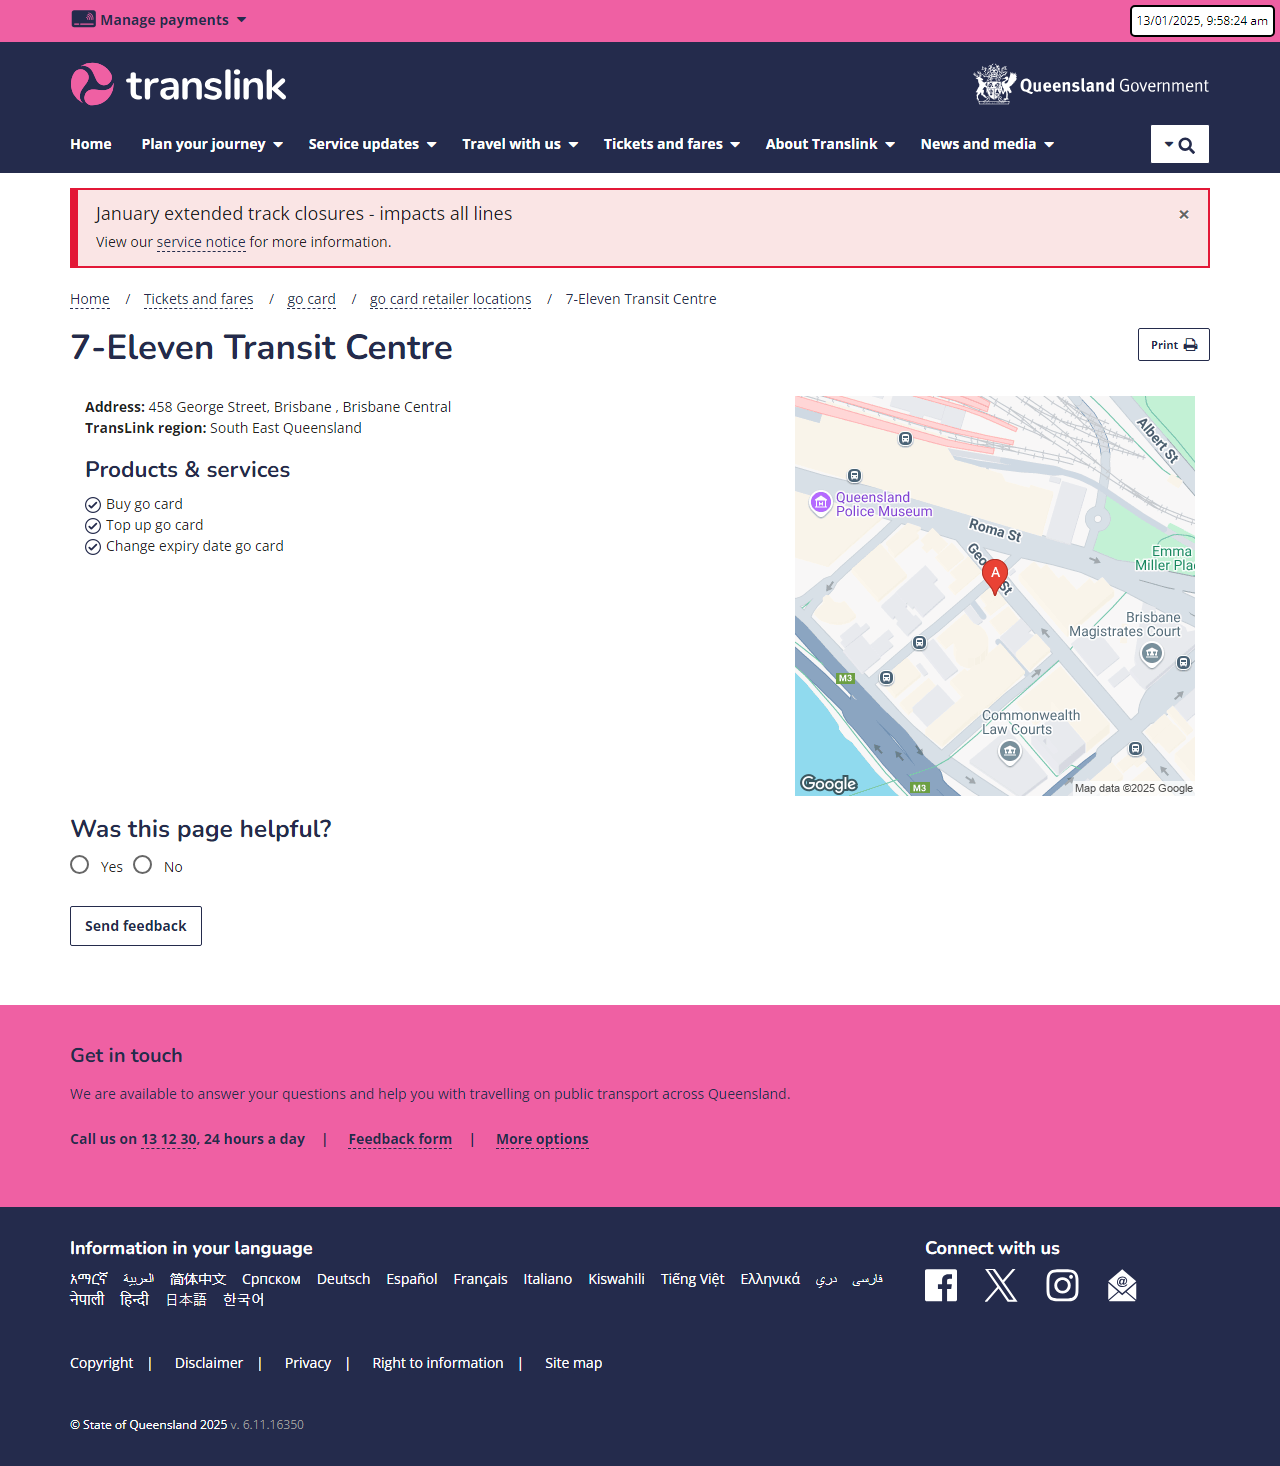 Manage payments
13/01/2025, 9:58:24 am
translink
Queensland Government
Home Plan your journey Service updates Travel with us Tickets and fares About Translink News and media
January extended track closures - impacts all lines
×
View our service notice for more information.
Home / Tickets and fares / go card / go card retailer locations / 7-Eleven Transit Centre
7-Eleven Transit Centre
Print
Address: 458 George Street, Brisbane , Brisbane Central
TransLink region: South East Queensland
Products & services
Buy go card
Top up go card
Change expiry date go card
Albert St
Queensland
Police Museum
Roma St
Emma
Miller Plac
A
Brisbane
Magistrates Court
M3
Commonwealth
Law Courts
Google
M3
Map data ©2025 Google
Was this page helpful?
Yes No
Send feedback
Get in touch
We are available to answer your questions and help you with travelling on public transport across Queensland.
Call us on 13 12 30, 24 hours a day | Feedback form | More options
Information in your language
አማርኛ العربية 简体中文 Српском Deutsch Español Français Italiano Kiswahili Tiếng Việt Ελληνικά دري فارسی
नेपाली हिन्दी 日本語 한국어
Connect with us
Copyright | Disclaimer | Privacy | Right to information | Site map
© State of Queensland 2025 v. 6.11.16350